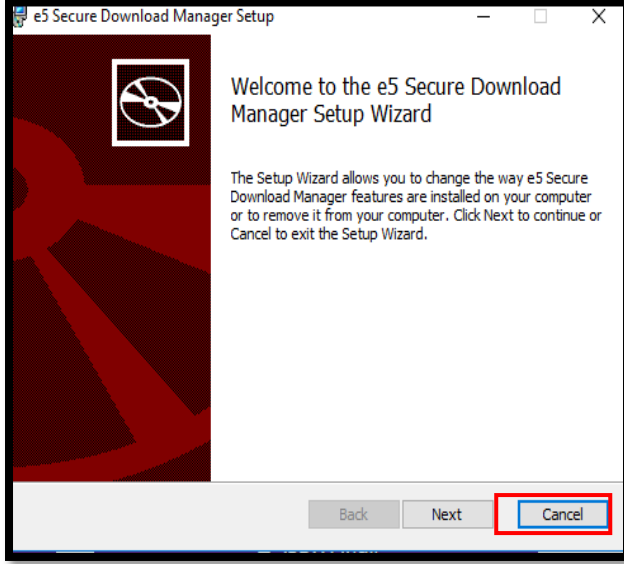 e5 Secure Download Manager Setup
Welcome to the e5 Secure Download
Manager Setup Wizard
The Setup Wizard allows you to change the way e5 Secure
Download Manager features are installed on your computer
or to remove it from your computer. Click Next to continue or
Cancel to exit the Setup Wizard.
Back Next Cancel